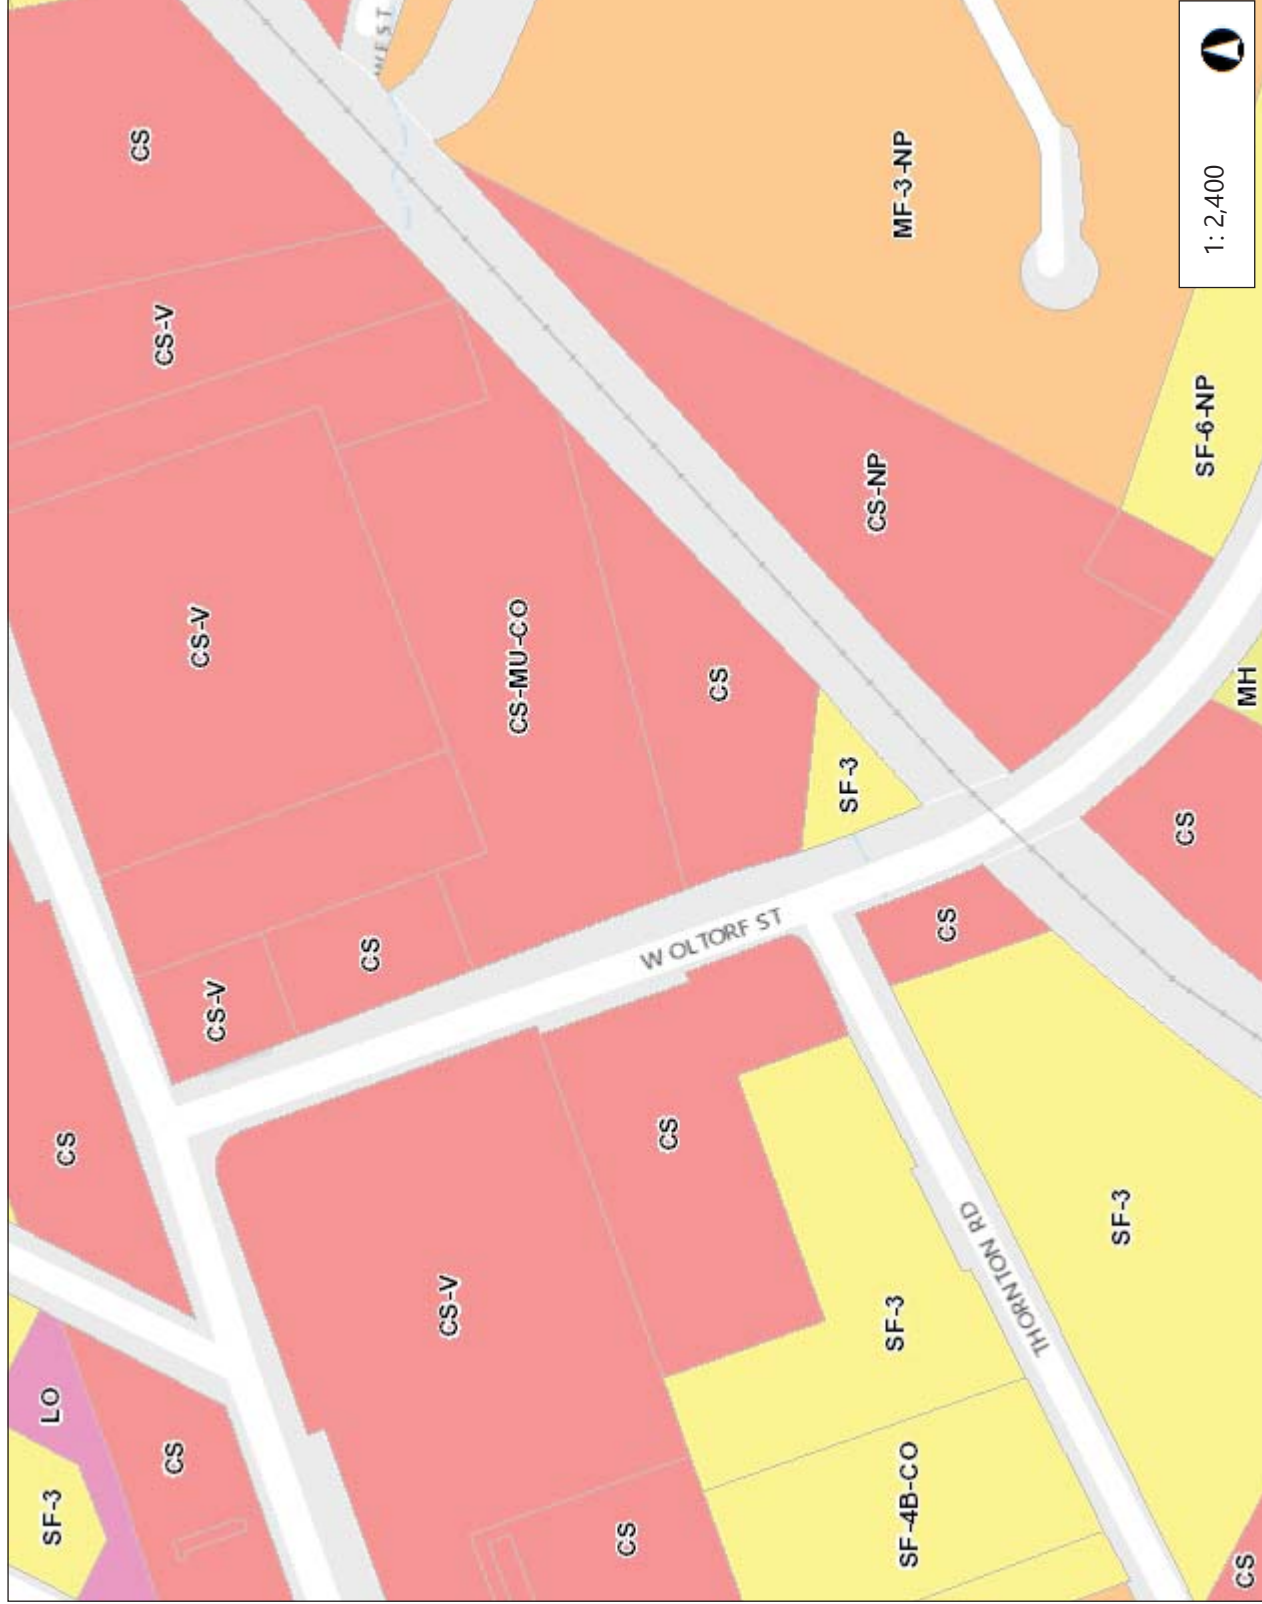 SF-3
LO
CS
CS
CS-V
CS
CS-V
CS-V
CS
WEST
CS-V
CS-MU-CO
CS
CS
W OLTORF ST
CS
SF-3
CS-NP
SF-3
MF-3-NP
SF-4B-CO
CS
THORNTON RD
SF-3
CS
SF-6-NP
1: 2,400
CS
MH